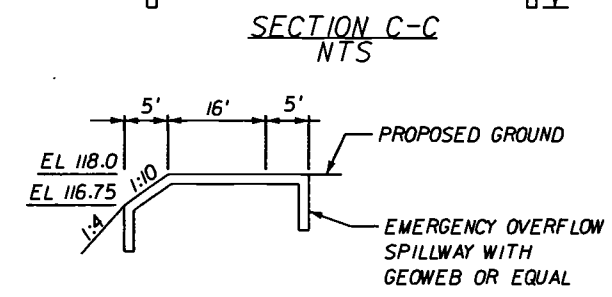 SECTION C-C
NTS
5' 16' 5'
PROPOSED GROUND
EL 118.0
1:10
EL 116.75
1:4
EMERGENCY OVERFLOW
SPILLWAY WITH
GEOWEB OR EQUAL